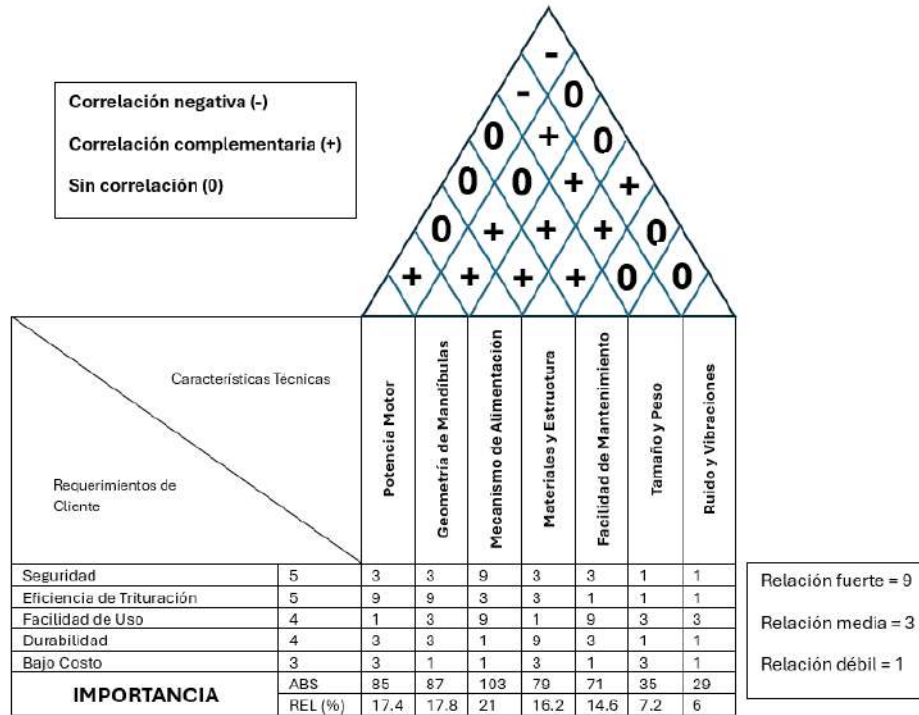 -
- 0
Correlación negativa (-)
Correlación complementaria (+)
Sin correlación (0)
0 + 0
0 0 + +
0 + + + 0
+ + + + 0 0
Características Técnicas
Requerimientos de
Cliente
Potencia Motor
Geometría de Mandíbulas
Mecanismo de Alimentación
Materiales y Estructura
Facilidad de Mantenimiento
Tamaño y Peso
Ruido y Vibraciones
Seguridad 5 3 3 9 3 3 1 1
Eficiencia de Trituración 5 9 9 3 3 1 1 1
Facilidad de Uso 4 1 3 9 1 9 3 3
Durabilidad 4 3 3 1 9 3 1 1
Bajo Costo 3 3 1 1 3 1 3 1
IMPORTANCIA
ABS 85 87 103 79 71 35 29
REL (%) 17.4 17.8 21 16.2 14.6 7.2 6
Relación fuerte = 9
Relación media = 3
Relación débil = 1